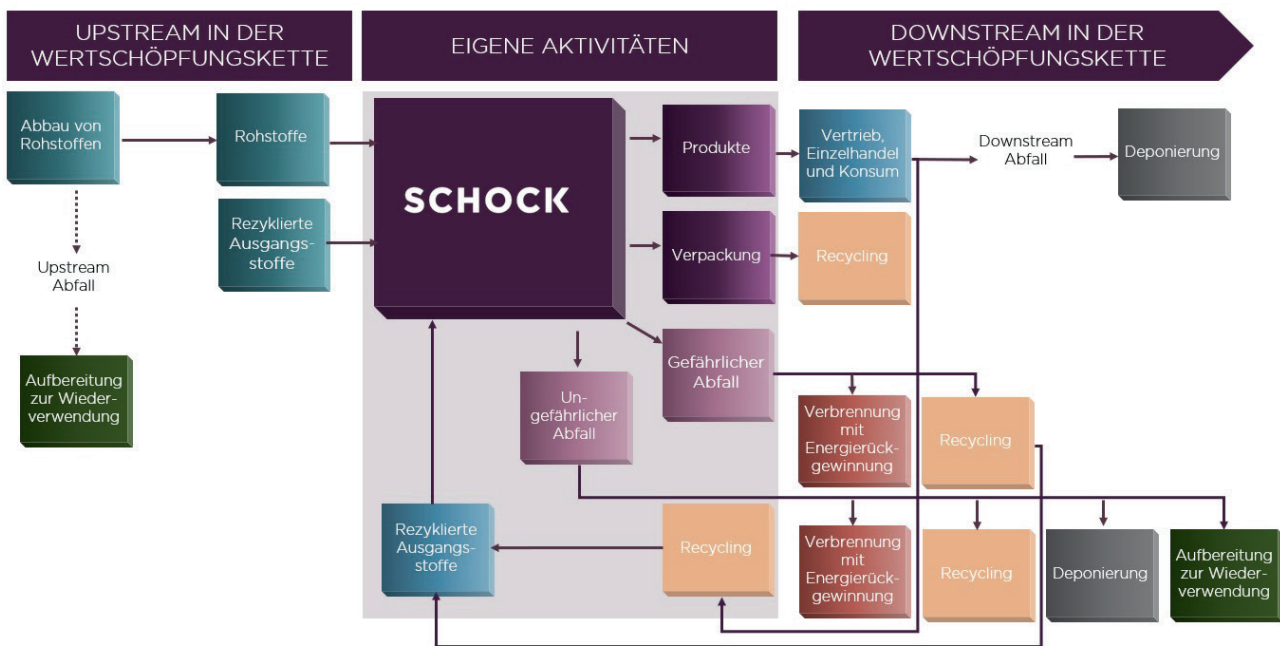 UPSTREAM IN DER
WERTSCHÖPFUNGSKETTE
EIGENE AKTIVITÄTEN
DOWNSTREAM IN DER
WERTSCHÖPFUNGSKETTE
Abbau von
Rohstoffen
Rohstoffe
SCHOCK
Produkte
Vertrieb,
Einzelhandel
und Konsum
Downstream
Abfall
Deponierung
Rezyklierte
Ausgangs-
stoffe
Verpackung
Recycling
Upstream
Abfall
Aufbereitung
zur Wieder-
verwendung
Gefährlicher
Abfall
Un-
gefährlicher
Abfall
Verbrennung
mit
Energierück-
gewinnung
Recycling
Rezyklierte
Ausgangs-
stoffe
Recycling
Verbrennung
mit
Energierück-
gewinnung
Recycling
Deponierung
Aufbereitung
zur Wieder-
verwendung